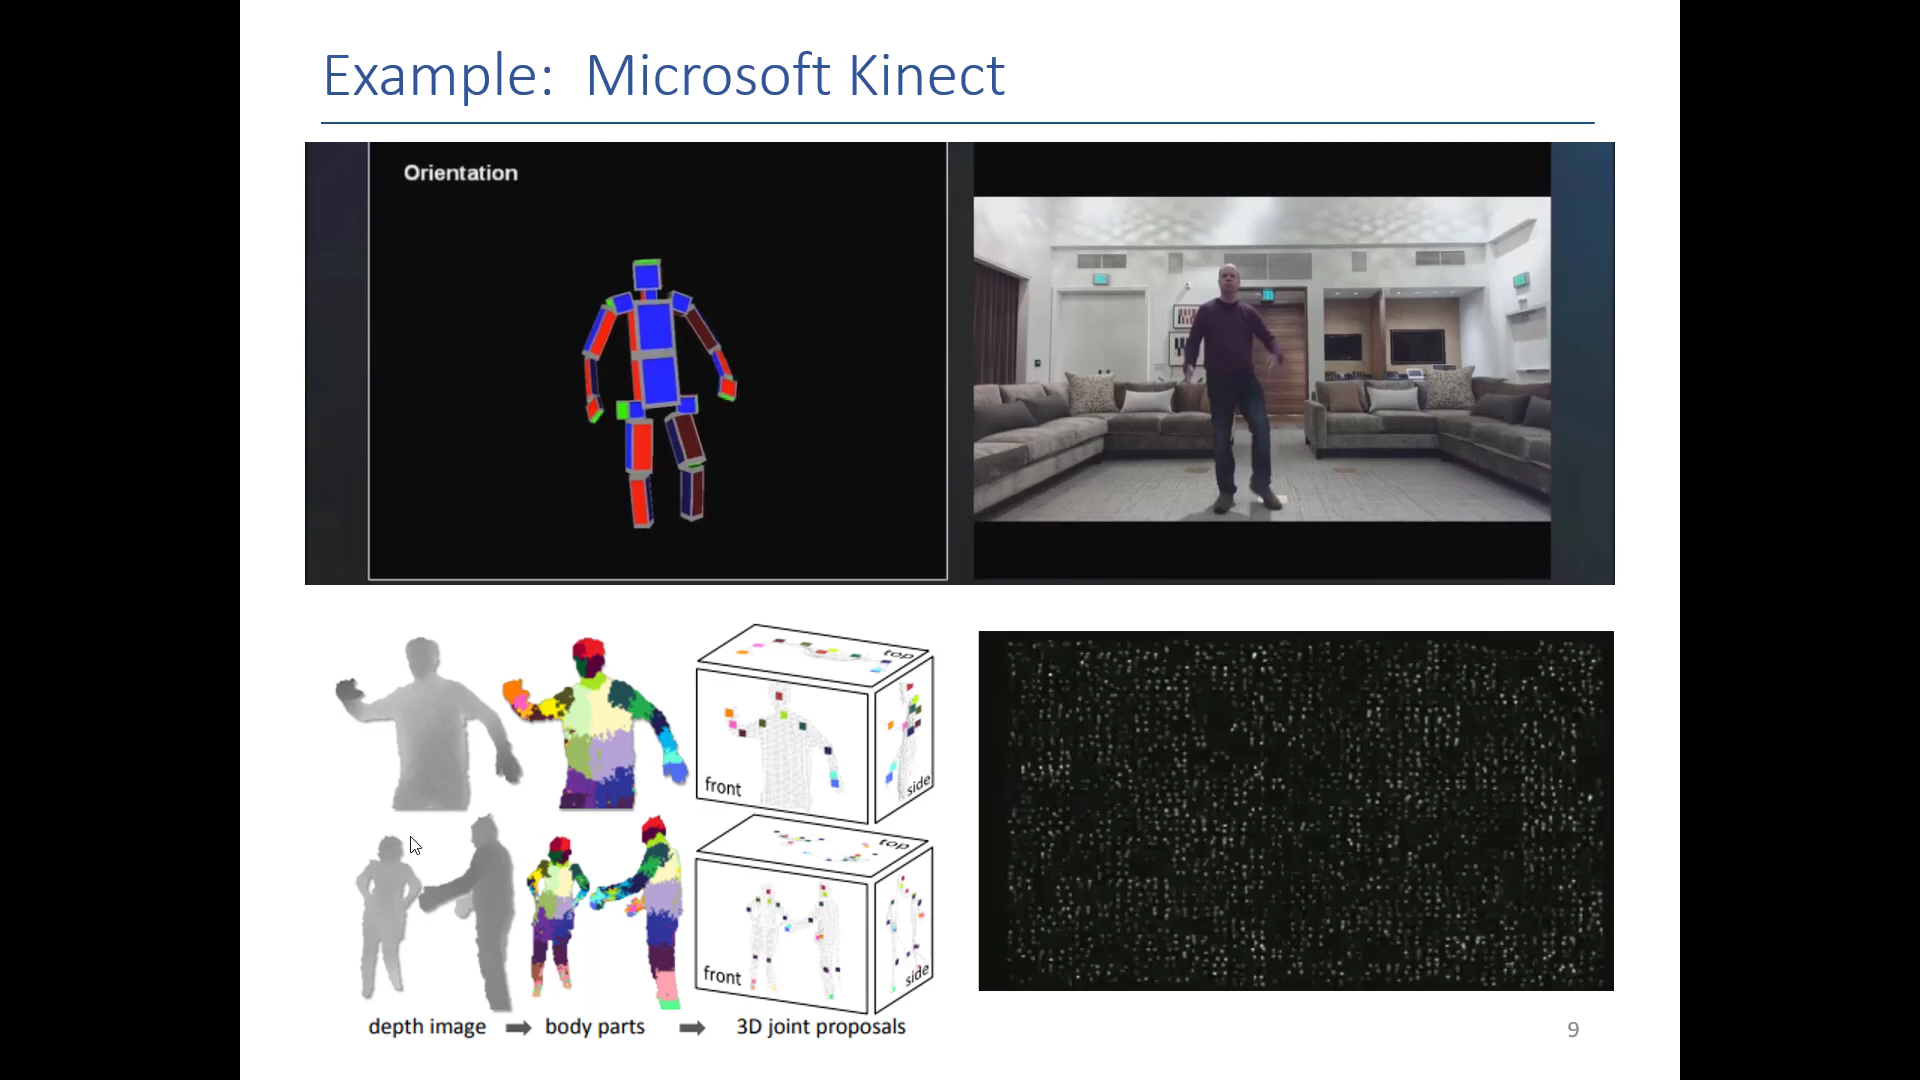 Example:  Microsoft Kinect
Orientation
top
front
side
top
front
side
depth image
body parts
3D joint proposals
9